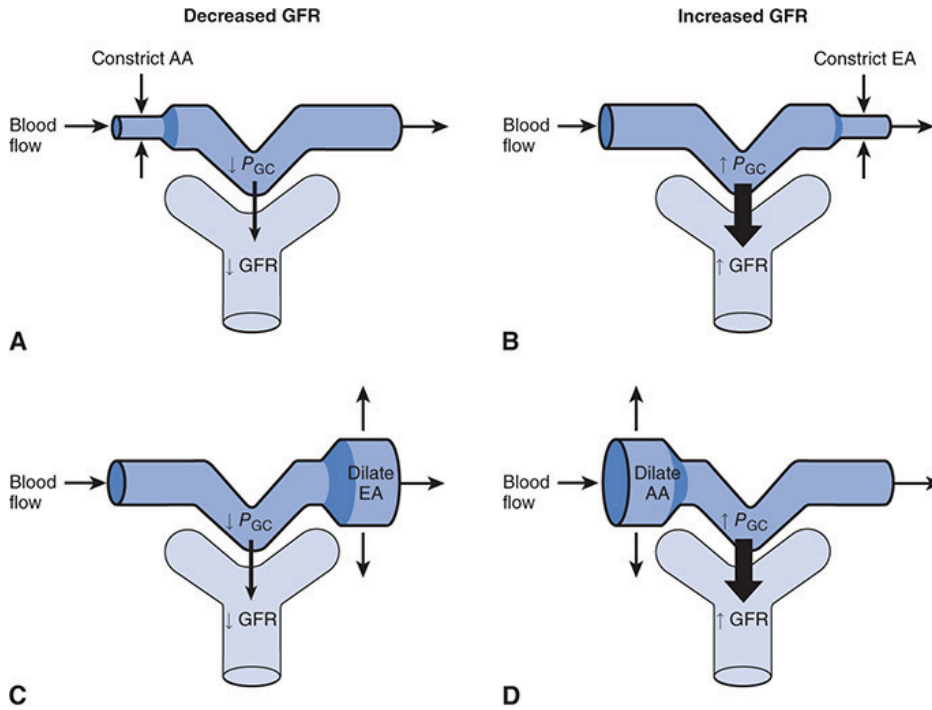 Decreased GFR
Increased GFR
Constrict AA
Blood
flow
↓ PGC
↓ GFR
A
Constrict EA
Blood
flow
↑ PGC
↑ GFR
B
Blood
flow
Dilate
EA
↓ PGC
↓ GFR
C
Blood
flow
Dilate
AA
↑ PGC
↑ GFR
D